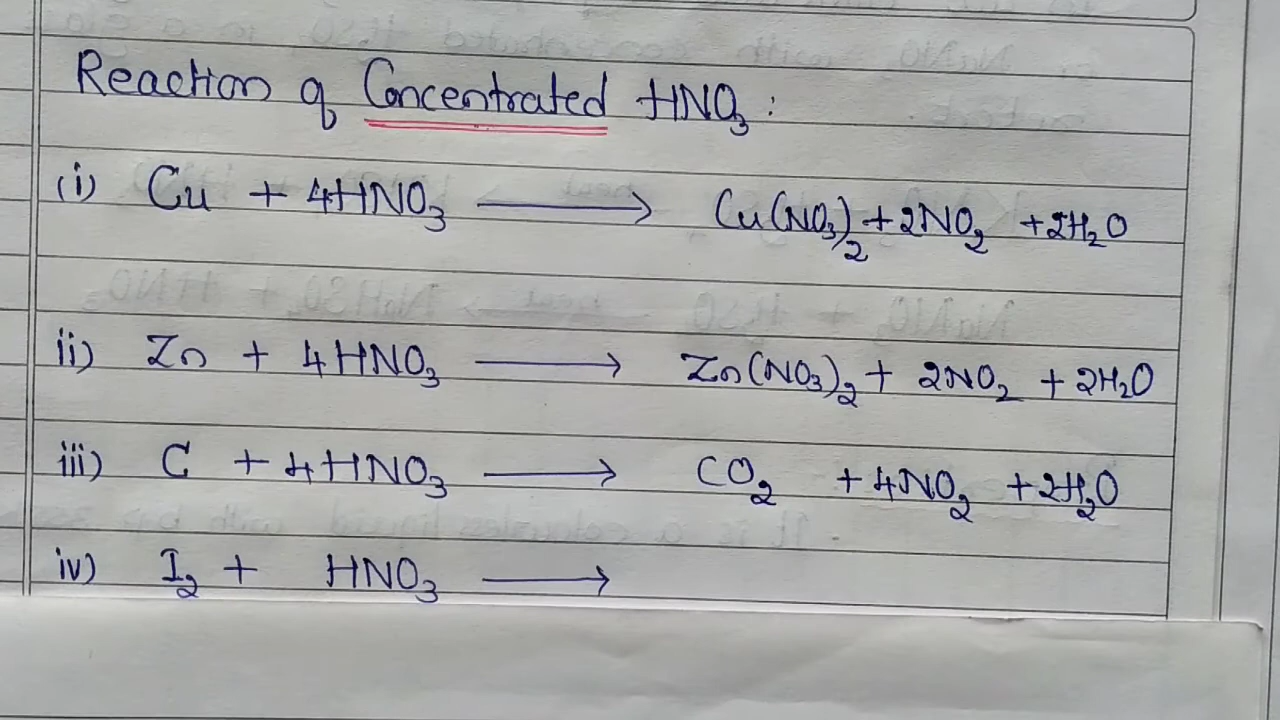 Reaction of Concentrated HNO₃ :
(i) Cu + 4HNO₃ ⟶ Cu(NO₃)₂ + 2NO₂ + 2H₂O
ii) Zn + 4HNO₃ ⟶ Zn(NO₃)₂ + 2NO₂ + 2H₂O
iii) C + 4HNO₃ ⟶ CO₂ + 4NO₂ + 2H₂O
iv) I₂ + HNO₃ ⟶